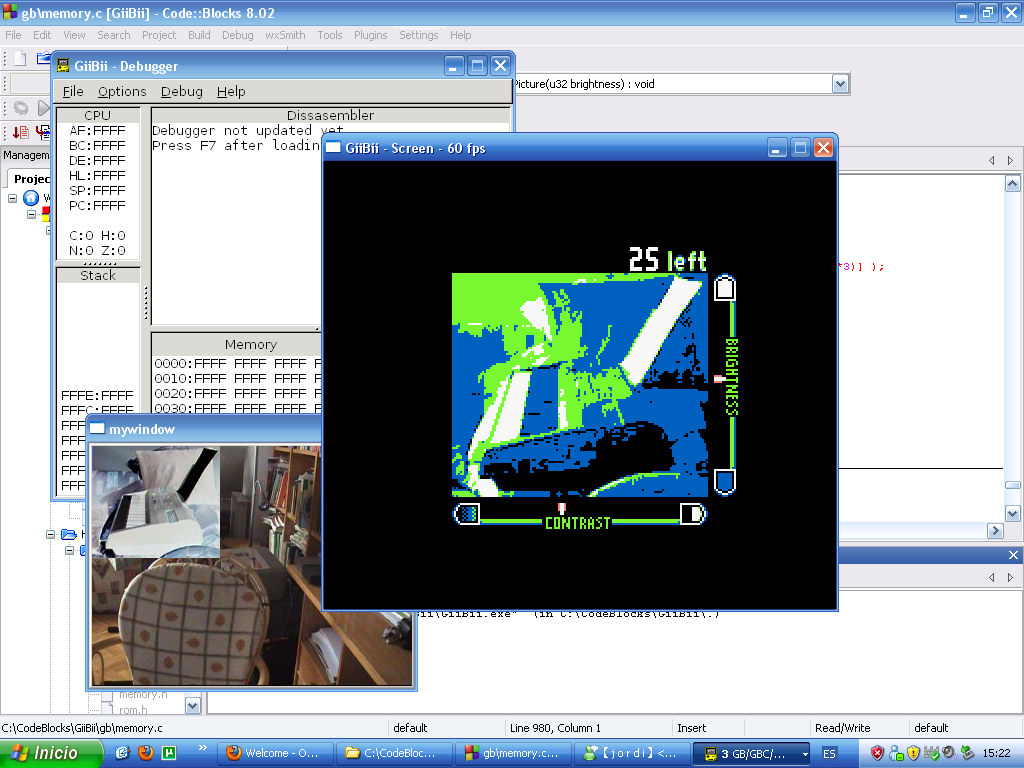 gb\memory.c [GiiBii] - Code::Blocks 8.02
File Edit View Search Project Build Debug wxSmith Tools Plugins Settings Help
GiiBii - Debugger
File Options Debug Help
Picture(u32 brightness) : void
CPU
AF:FFFF
BC:FFFF
DE:FFFF
HL:FFFF
SP:FFFF
PC:FFFF
C:0 H:0
N:0 Z:0
Stack
FFFE:FFFF
FFFC:FFFF
Dissasembler
Debugger not updated yet
Press F7 after loadin
Memory
0000:FFFF FFFF FFFF FF
0010:FFFF FFFF FFFF FF
0020:FFFF FFFF FFFF FF
0030:FFFF FFFF FFFF FF
Managem
Projec
GiiBii - Screen - 60 fps
25 left
BRIGHTNESS
CONTRAST
*3)] );
mywindow
ii\GiiBii.exe" (in C:\CodeBlocks\GiiBii\.)
memory.h
rom.h
C:\CodeBlocks\GiiBii\gb\memory.c default Line 980, Column 1 Insert Read/Write default
Inicio » Welcome - O... C:\CodeBloc... gb\memory.c... [jordi] <... 3 GB/GBC/... ES 15:22